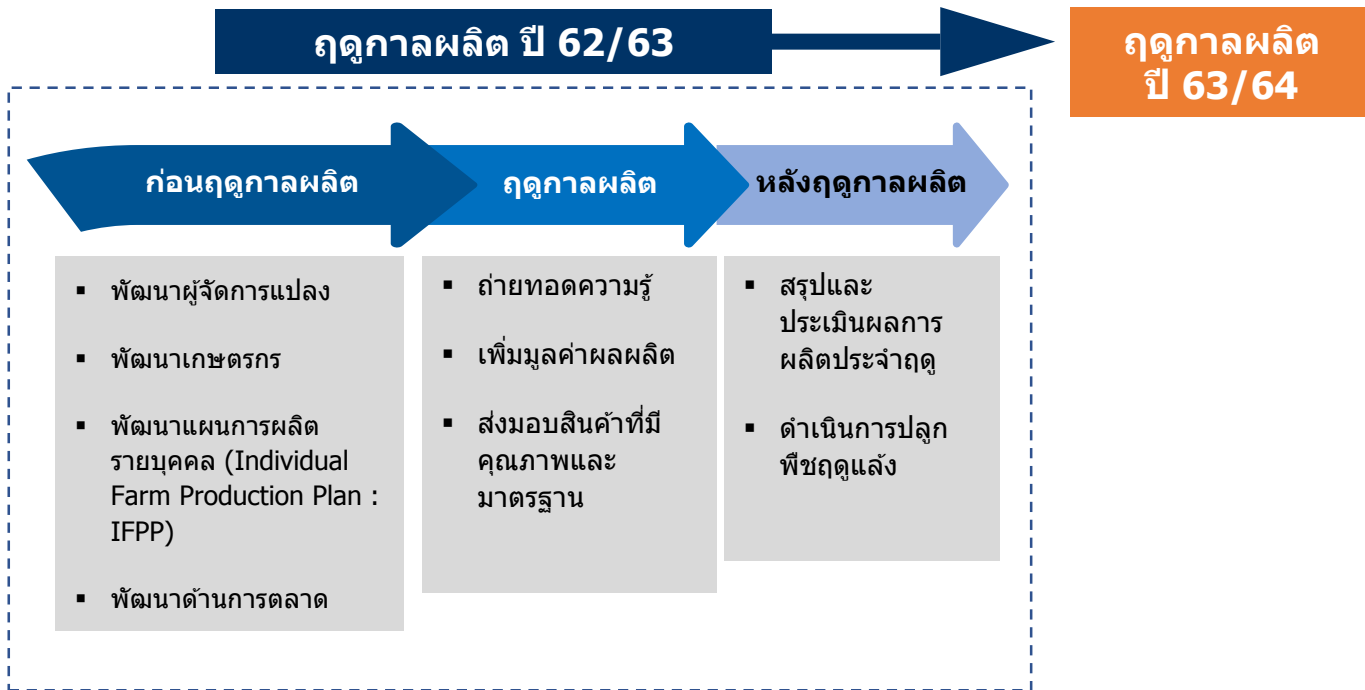 ฤดูกาลผลิต ปี 62/63
ฤดูกาลผลิต
ปี 63/64
ก่อนฤดูกาลผลิต
▪ พัฒนาผู้จัดการแปลง
▪ พัฒนาเกษตรกร
▪ พัฒนาแผนการผลิต
รายบุคคล (Individual
Farm Production Plan :
IFPP)
▪ พัฒนาด้านการตลาด
ฤดูกาลผลิต
▪ ถ่ายทอดความรู้
▪ เพิ่มมูลค่าผลผลิต
▪ ส่งมอบสินค้าที่มี
คุณภาพและ
มาตรฐาน
หลังฤดูกาลผลิต
▪ สรุปและ
ประเมินผลการ
ผลิตประจำฤดู
▪ ดำเนินการปลูก
พืชฤดูแล้ง